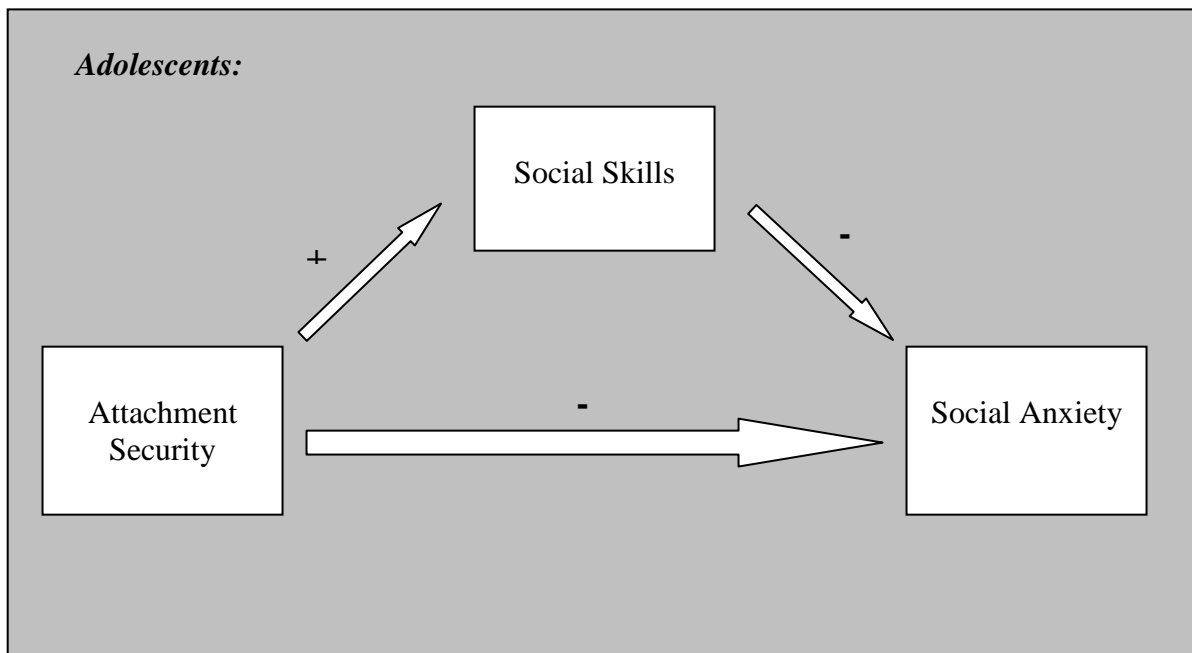 Adolescents:
Social Skills
+
-
Attachment
Security
-
Social Anxiety